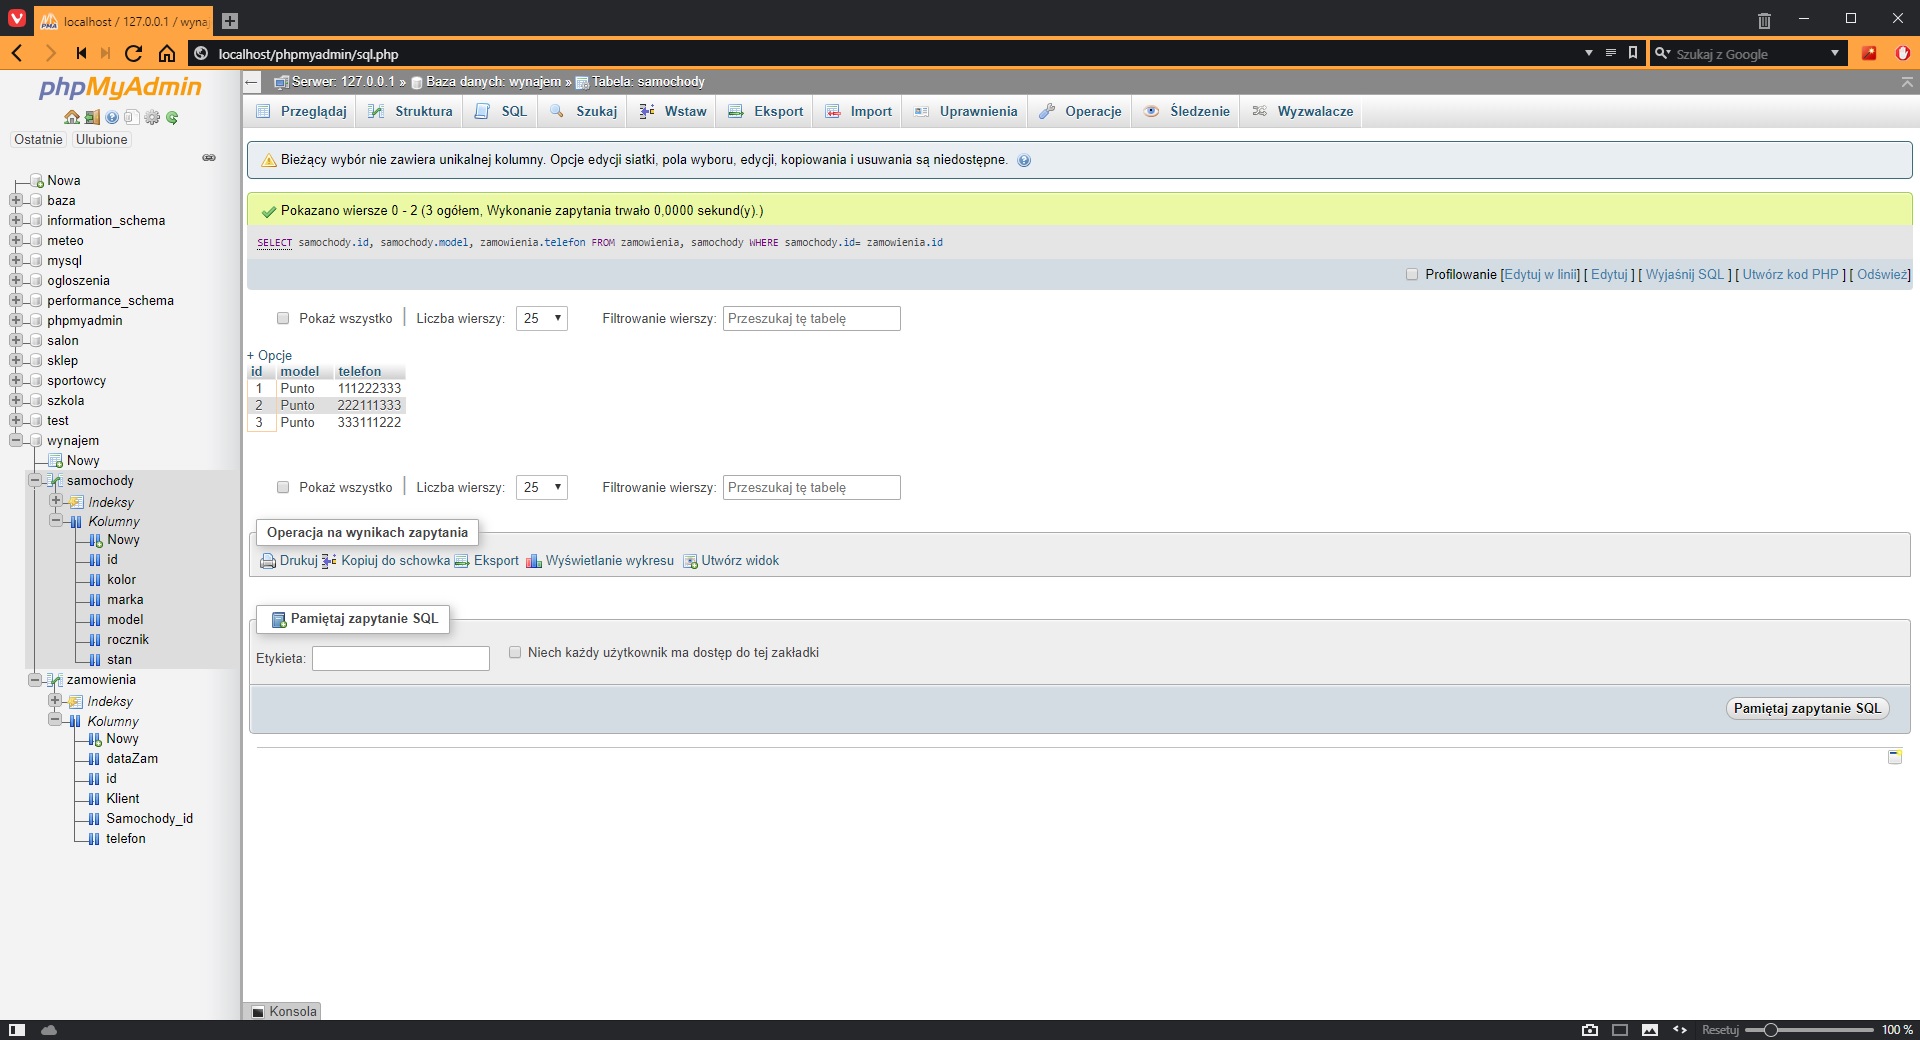 localhost / 127.0.0.1 / wyna
localhost/phpmyadmin/sql.php
Szukaj z Google
phpMyAdmin
Ostatnie
Ulubione
Nowa
baza
information_schema
meteo
mysql
ogloszenia
performance_schema
phpmyadmin
salon
sklep
sportowcy
szkola
test
wynajem
Nowy
samochody
Indeksy
Kolumny
Nowy
id
kolor
marka
model
rocznik
stan
zamowienia
Indeksy
Kolumny
Nowy
dataZam
id
Klient
Samochody_id
telefon
Serwer: 127.0.0.1 » Baza danych: wynajem » Tabela: samochody
Przeglądaj Struktura SQL Szukaj Wstaw Eksport Import Uprawnienia Operacje Śledzenie Wyzwalacze
Bieżący wybór nie zawiera unikalnej kolumny. Opcje edycji siatki, pola wyboru, edycji, kopiowania i usuwania są niedostępne.
Pokazano wiersze 0 - 2 (3 ogółem, Wykonanie zapytania trwało 0,0000 sekund(y).)
SELECT samochody.id, samochody.model, zamowienia.telefon FROM zamowienia, samochody WHERE samochody.id= zamowienia.id
Profilowanie [Edytuj w linii] [ Edytuj ] [ Wyjaśnij SQL ] [ Utwórz kod PHP ] [ Odśwież]
Pokaż wszystko | Liczba wierszy: 25 Filtrowanie wierszy: Przeszukaj tę tabelę
+ Opcje
id model telefon
1 Punto 111222333
2 Punto 222111333
3 Punto 333111222
Pokaż wszystko | Liczba wierszy: 25 Filtrowanie wierszy: Przeszukaj tę tabelę
Operacja na wynikach zapytania
Drukuj Kopiuj do schowka Eksport Wyświetlanie wykresu Utwórz widok
Pamiętaj zapytanie SQL
Etykieta: Niech każdy użytkownik ma dostęp do tej zakładki
Pamiętaj zapytanie SQL
Konsola
Resetuj 100 %